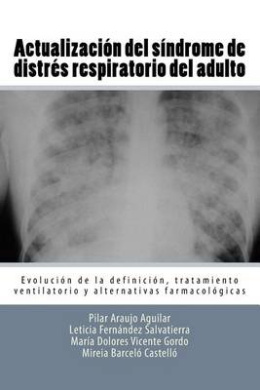 Actualización del síndrome de
distrés respiratorio del adulto
Evolución de la definición, tratamiento
ventilatorio y alternativas farmacológicas
Pilar Araujo Aguilar
Leticia Fernández Salvatierra
María Dolores Vicente Gordo
Mireia Barceló Castelló